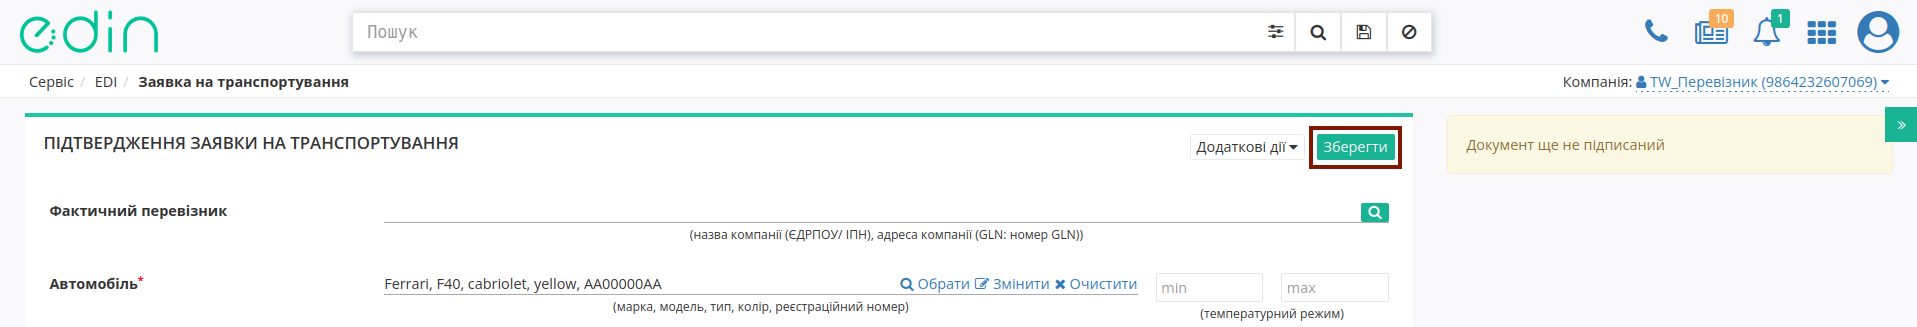 edin
Пошук
10
1
Сервіс / EDI / Заявка на транспортування
Компанія: TW_Перевізник (9864232607069)
ПІДТВЕРДЖЕННЯ ЗАЯВКИ НА ТРАНСПОРТУВАННЯ
Додаткові дії
Зберегти
»
Документ ще не підписаний
Фактичний перевізник
(назва компанії (ЄДРПОУ/ ІПН), адреса компанії (GLN: номер GLN))
Автомобіль*
Ferrari, F40, cabriolet, yellow, AA00000AA
Обрати Змінити Очистити
min
max
(марка, модель, тип, колір, реєстраційний номер)
(температурний режим)